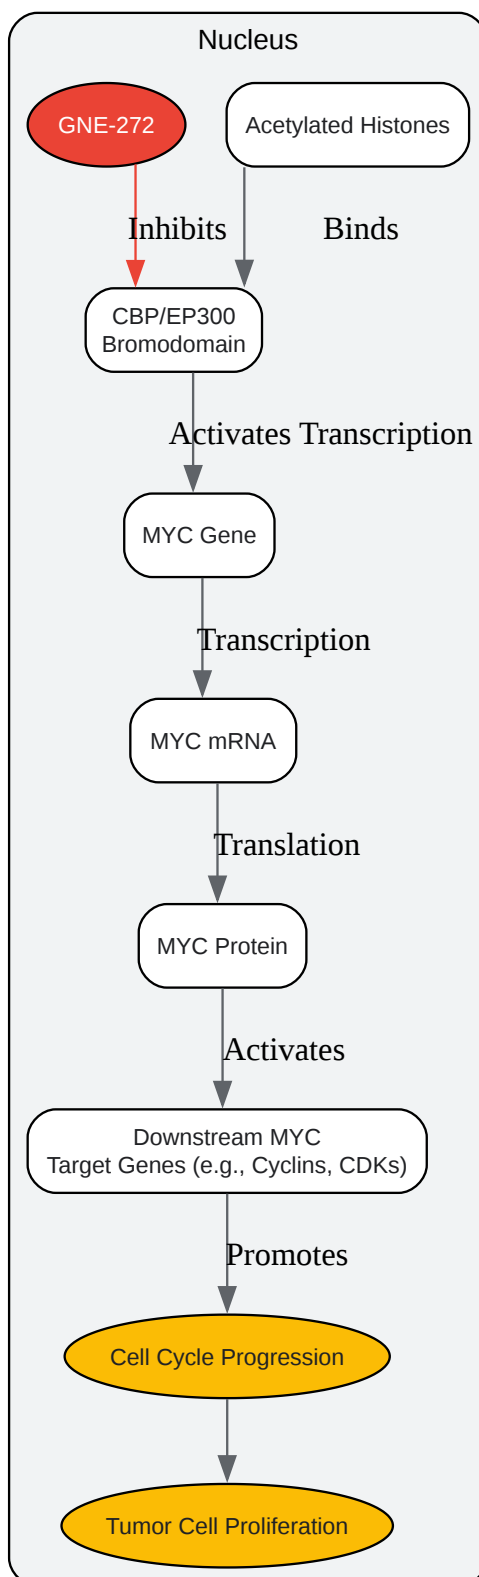 Nucleus
GNE-272
Acetylated Histones
Inhibits
Binds
CBP/EP300
Bromodomain
Activates Transcription
MYC Gene
Transcription
MYC mRNA
Translation
MYC Protein
Activates
Downstream MYC
Target Genes (e.g., Cyclins, CDKs)
Promotes
Cell Cycle Progression
Tumor Cell Proliferation